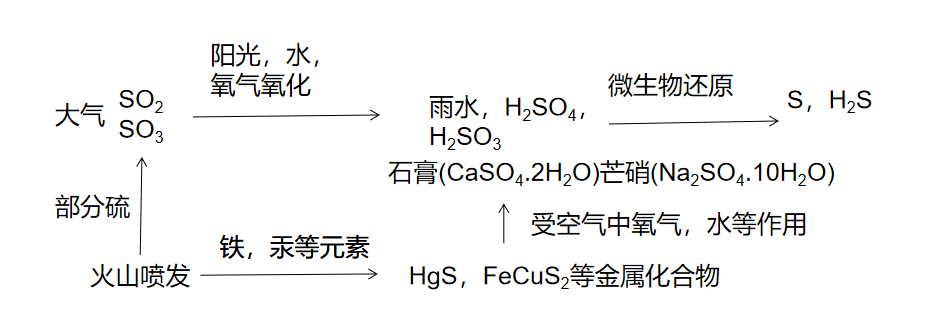 阳光，水，
氧气氧化
大气
SO₂
SO₃
雨水，H₂SO₄，
H₂SO₃
微生物还原
S，H₂S
石膏(CaSO₄.2H₂O)芒硝(Na₂SO₄.10H₂O)
部分硫
受空气中氧气，水等作用
火山喷发
铁，汞等元素
HgS，FeCuS₂等金属化合物